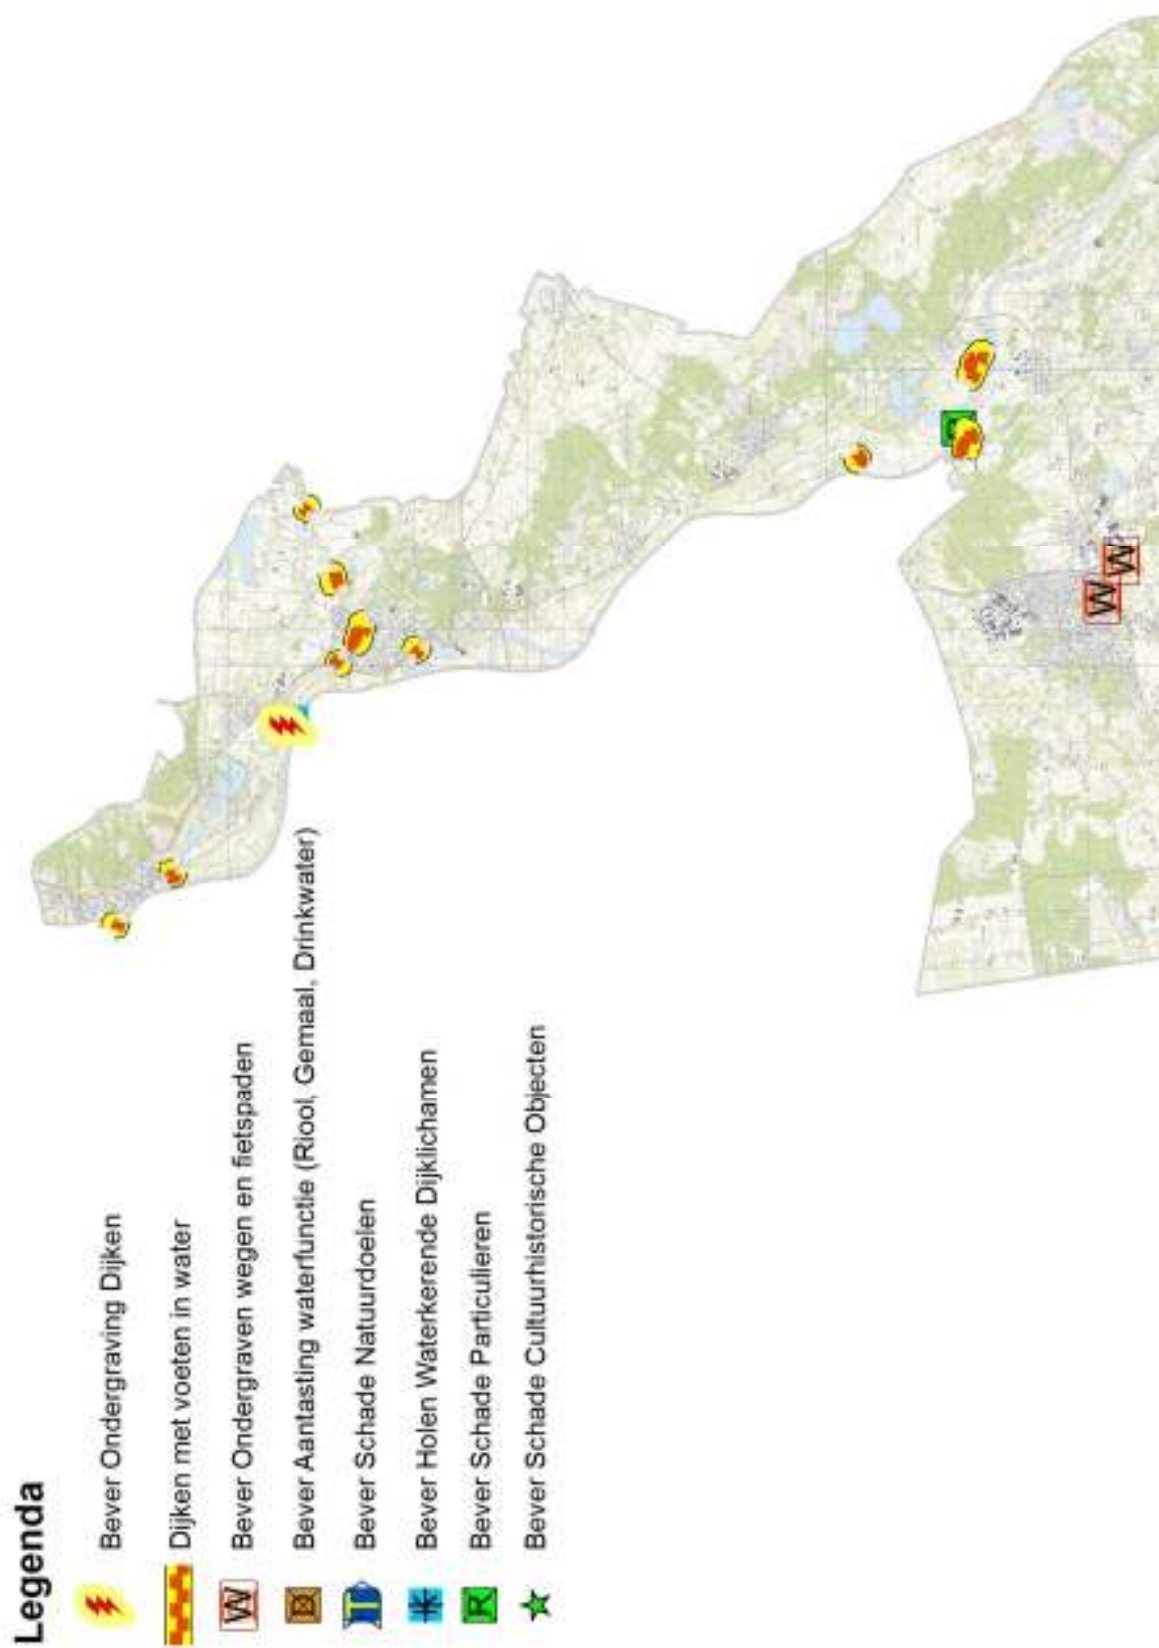 Legenda
Bever Ondergraving Dijken
Dijken met voeten in water
W Bever Ondergraven wegen en fietspaden
D Bever Aantasting waterfunctie (Riool, Gemaal, Drinkwater)
Bever Schade Natuurdoelen
K Bever Holen Waterkerende Dijklichamen
R Bever Schade Particulieren
Bever Schade Cultuurhistorische Objecten
W
W